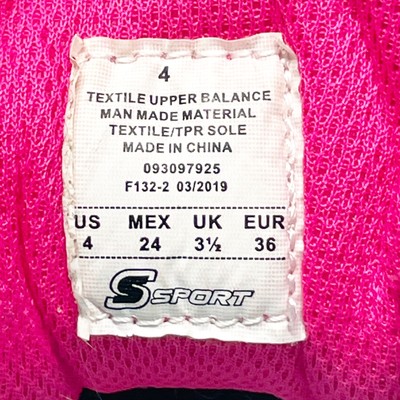 4
TEXTILE UPPER BALANCE
MAN MADE MATERIAL
TEXTILE/TPR SOLE
MADE IN CHINA
093097925
F132-2 03/2019
US MEX UK EUR
4 24 3½ 36
S SPORT